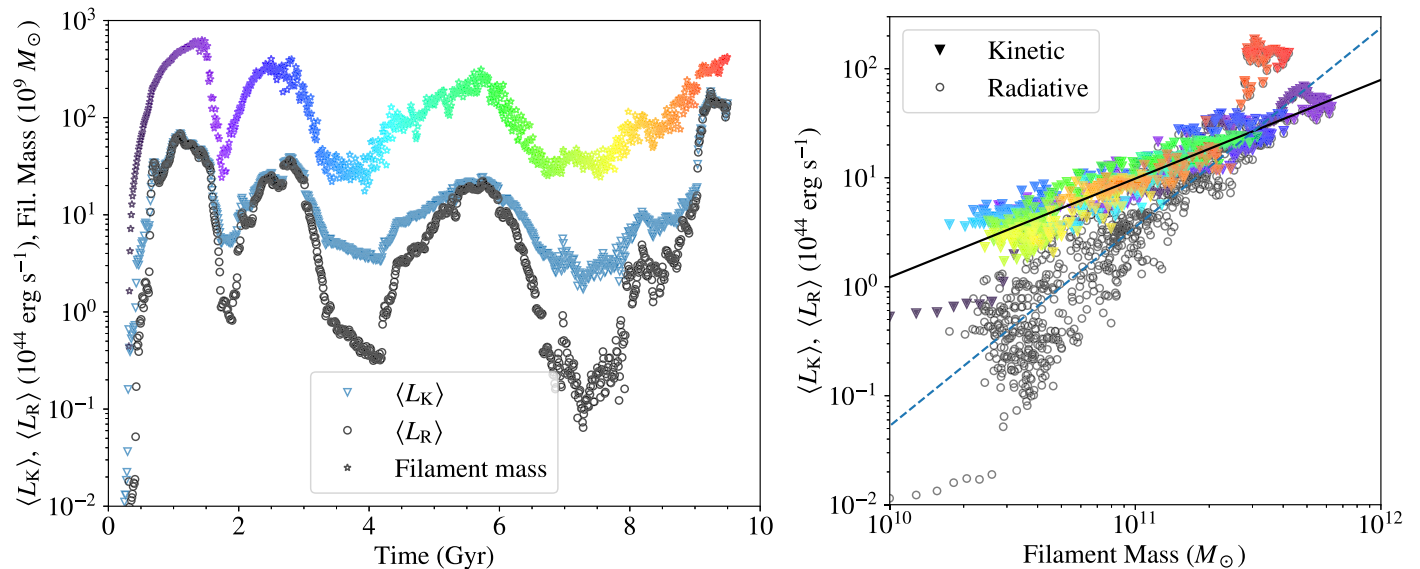 ⟨L_K⟩, ⟨L_R⟩ (10^44 erg s^−1), Fil. Mass (10^9 M_⊙)
10^3
10^2
10^1
10^0
10^−1
10^−2
⟨L_K⟩
⟨L_R⟩
Filament mass
0 2 4 6 8 10
Time (Gyr)
⟨L_K⟩, ⟨L_R⟩ (10^44 erg s^−1)
Kinetic
Radiative
10^2
10^1
10^0
10^−1
10^−2
10^10 10^11 10^12
Filament Mass (M_⊙)